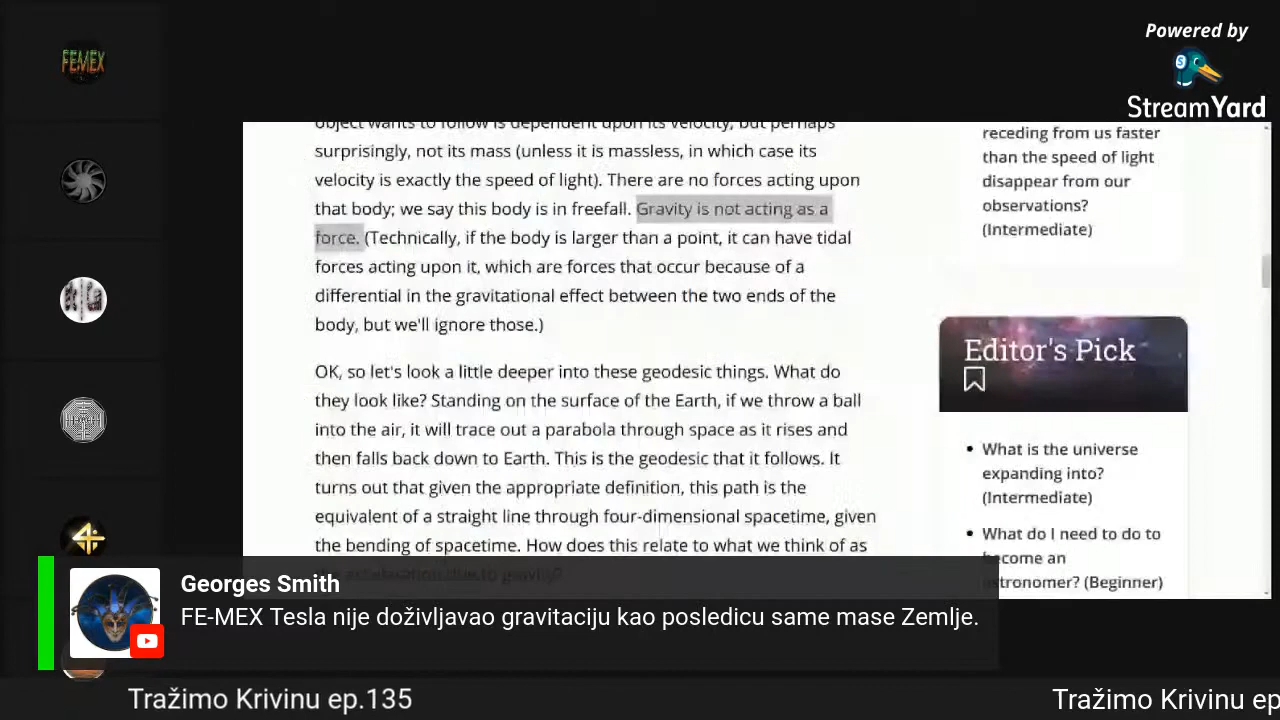 Powered by
StreamYard
FEMEX
object wants to follow is dependent upon its velocity, but perhaps
surprisingly, not its mass (unless it is massless, in which case its
velocity is exactly the speed of light). There are no forces acting upon
that body; we say this body is in freefall. Gravity is not acting as a
force. (Technically, if the body is larger than a point, it can have tidal
forces acting upon it, which are forces that occur because of a
differential in the gravitational effect between the two ends of the
body, but we'll ignore those.)
OK, so let's look a little deeper into these geodesic things. What do
they look like? Standing on the surface of the Earth, if we throw a ball
into the air, it will trace out a parabola through space as it rises and
then falls back down to Earth. This is the geodesic that it follows. It
turns out that given the appropriate definition, this path is the
equivalent of a straight line through four-dimensional spacetime, given
the bending of spacetime. How does this relate to what we think of as
acceleration due to gravity?
receding from us faster
than the speed of light
disappear from our
observations?
(Intermediate)
Editor's Pick
What is the universe
expanding into?
(Intermediate)
What do I need to do to
become an
astronomer? (Beginner)
Georges Smith
FE-MEX Tesla nije doživljavao gravitaciju kao posledicu same mase Zemlje.
Tražimo Krivinu ep.135
Tražimo Krivinu ep